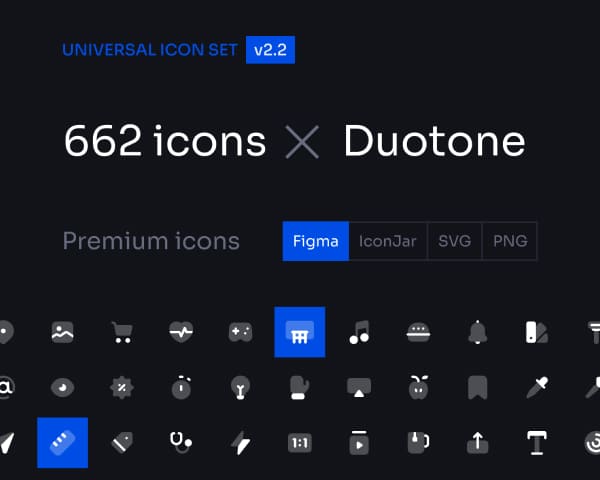 UNIVERSAL ICON SET v2.2
662 icons × Duotone
Premium icons Figma IconJar SVG PNG
@
1:1